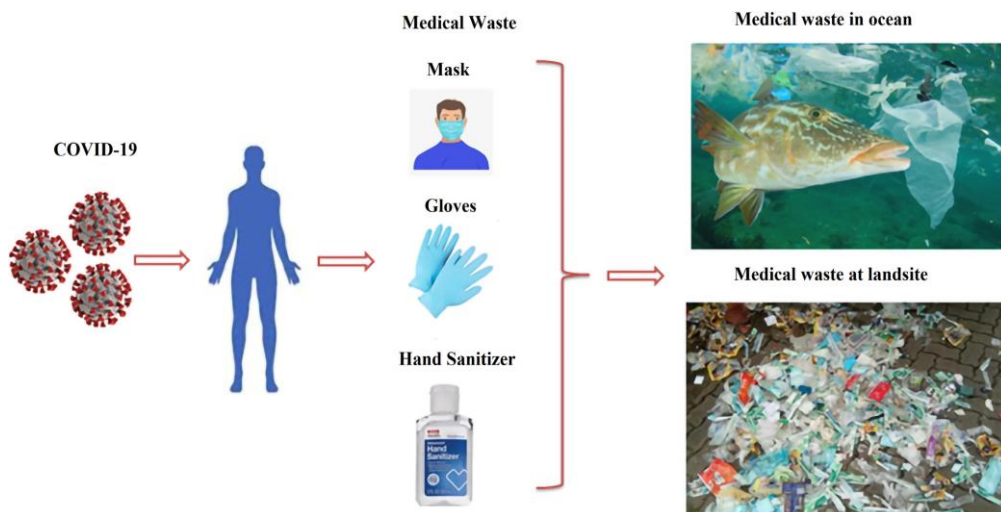 COVID-19
Medical Waste
Mask
Gloves
Hand Sanitizer
Hand
Sanitizer
Medical waste in ocean
Medical waste at landsite